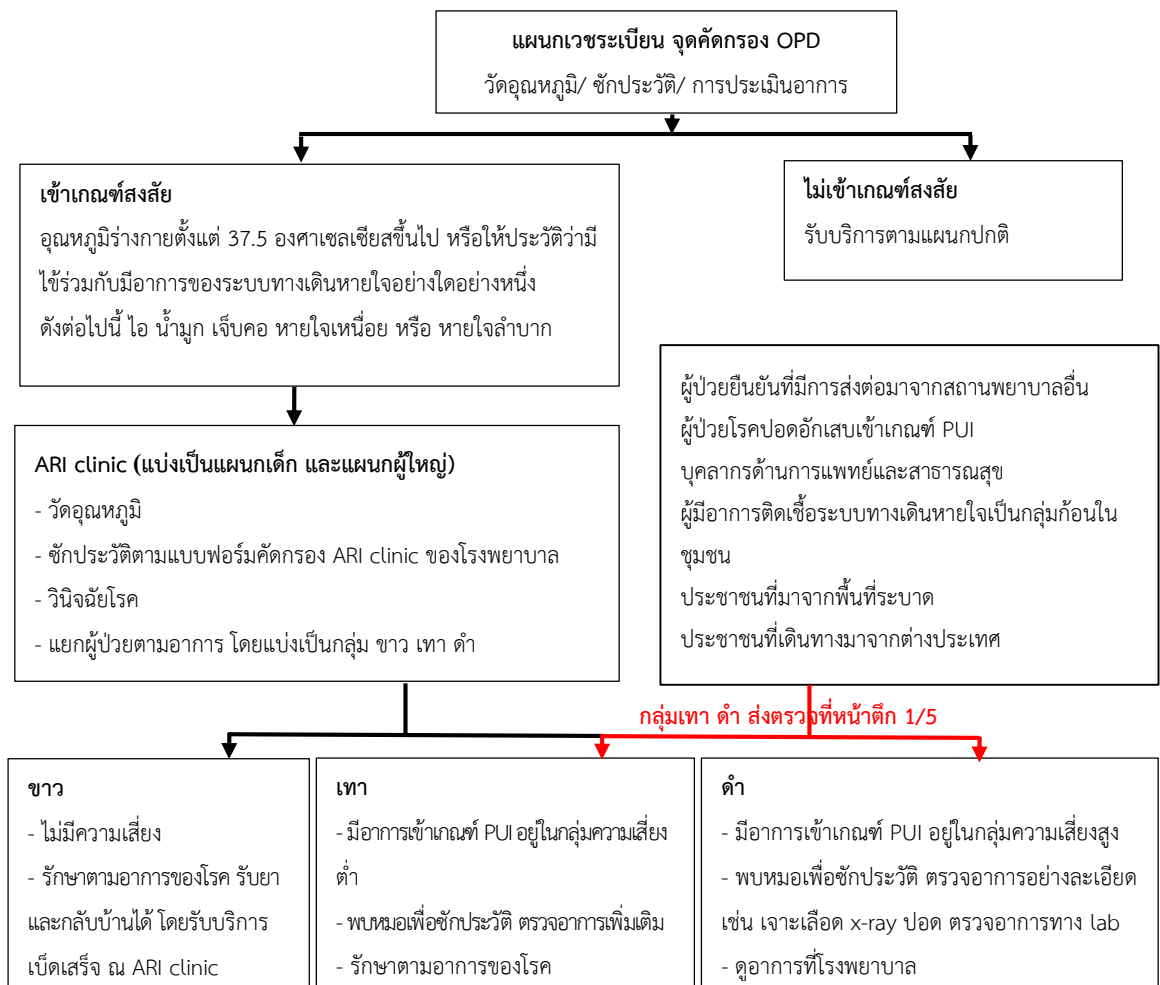 แผนกเวชระเบียน จุดคัดกรอง OPD
วัดอุณหภูมิ/ ซักประวัติ/ การประเมินอาการ
เข้าเกณฑ์สงสัย
อุณหภูมิร่างกายตั้งแต่ 37.5 องศาเซลเซียสขึ้นไป หรือให้ประวัติว่ามี
ไข้ร่วมกับมีอาการของระบบทางเดินหายใจอย่างใดอย่างหนึ่ง
ดังต่อไปนี้ ไอ น้ำมูก เจ็บคอ หายใจเหนื่อย หรือ หายใจลำบาก
ไม่เข้าเกณฑ์สงสัย
รับบริการตามแผนกปกติ
ARI clinic (แบ่งเป็นแผนกเด็ก และแผนกผู้ใหญ่)
- วัดอุณหภูมิ
- ซักประวัติตามแบบฟอร์มคัดกรอง ARI clinic ของโรงพยาบาล
- วินิจฉัยโรค
- แยกผู้ป่วยตามอาการ โดยแบ่งเป็นกลุ่ม ขาว เทา ดำ
ผู้ป่วยยืนยันที่มีการส่งต่อมาจากสถานพยาบาลอื่น
ผู้ป่วยโรคปอดอักเสบเข้าเกณฑ์ PUI
บุคลากรด้านการแพทย์และสาธารณสุข
ผู้มีอาการติดเชื้อระบบทางเดินหายใจเป็นกลุ่มก้อนใน
ชุมชน
ประชาชนที่มาจากพื้นที่ระบาด
ประชาชนที่เดินทางมาจากต่างประเทศ
กลุ่มเทา ดำ ส่งตรวจที่หน้าตึก 1/5
ขาว
- ไม่มีความเสี่ยง
- รักษาตามอาการของโรค รับยา
และกลับบ้านได้ โดยรับบริการ
เบ็ดเสร็จ ณ ARI clinic
เทา
- มีอาการเข้าเกณฑ์ PUI อยู่ในกลุ่มความเสี่ยง
ต่ำ
- พบหมอเพื่อซักประวัติ ตรวจอาการเพิ่มเติม
- รักษาตามอาการของโรค
ดำ
- มีอาการเข้าเกณฑ์ PUI อยู่ในกลุ่มความเสี่ยงสูง
- พบหมอเพื่อซักประวัติ ตรวจอาการอย่างละเอียด
เช่น เจาะเลือด x-ray ปอด ตรวจอาการทาง lab
- ดูอาการที่โรงพยาบาล